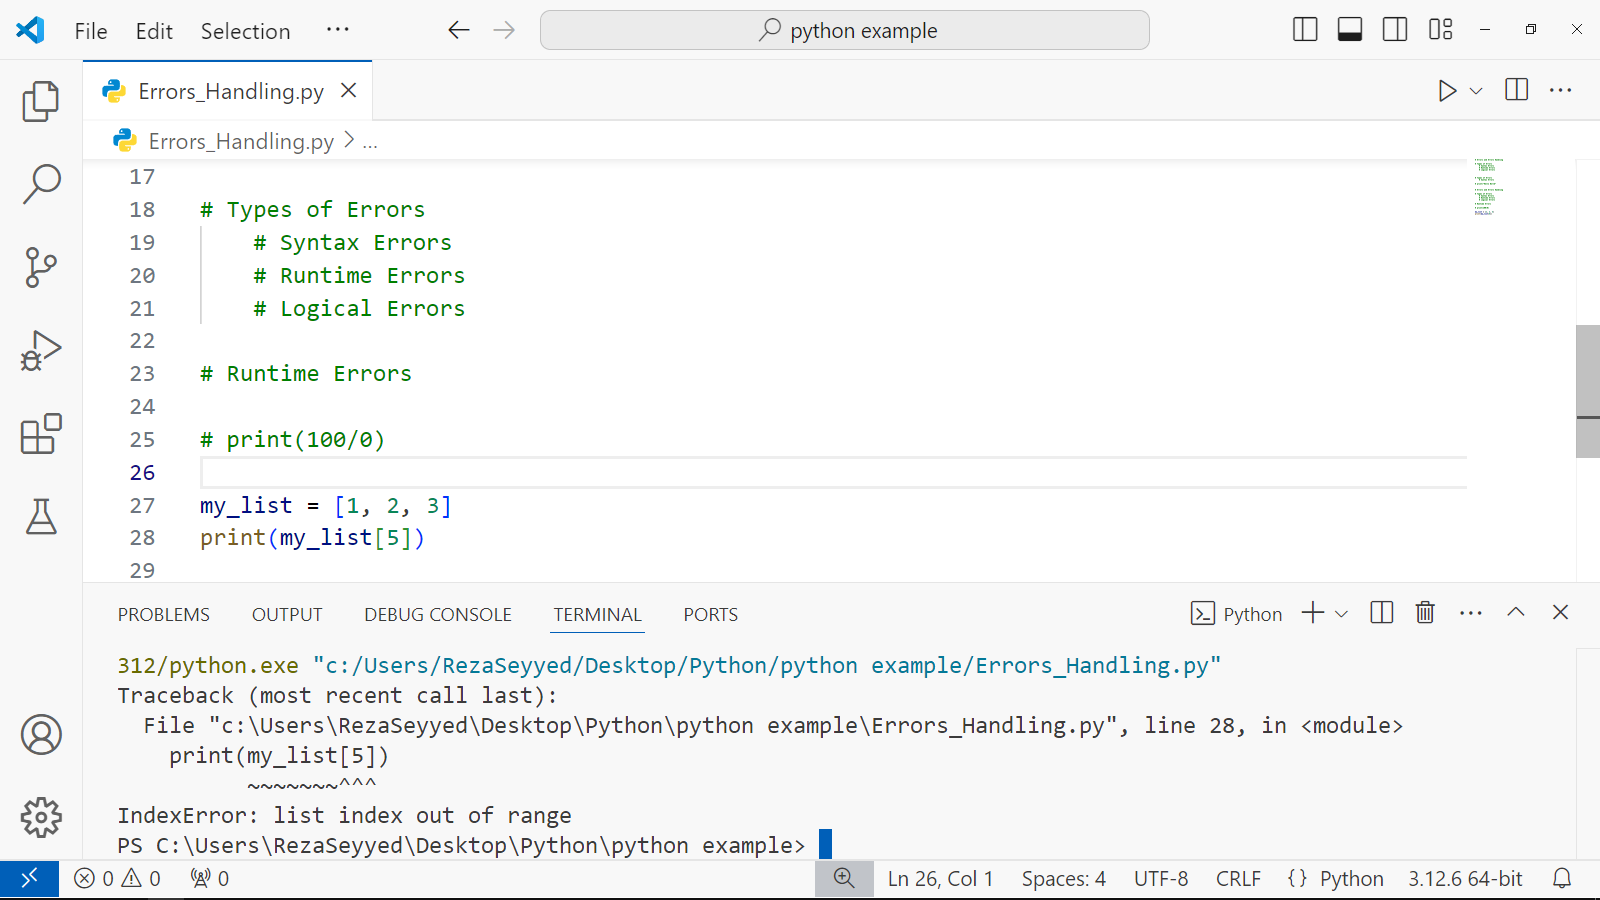 File Edit Selection ··· python example
Errors_Handling.py
Errors_Handling.py > ...
17
18 # Types of Errors
19     # Syntax Errors
20     # Runtime Errors
21     # Logical Errors
22
23 # Runtime Errors
24
25 # print(100/0)
26
27 my_list = [1, 2, 3]
28 print(my_list[5])
29
PROBLEMS OUTPUT DEBUG CONSOLE TERMINAL PORTS Python
312/python.exe "c:/Users/RezaSeyyed/Desktop/Python/python example/Errors_Handling.py"
Traceback (most recent call last):
  File "c:\Users\RezaSeyyed\Desktop\Python\python example\Errors_Handling.py", line 28, in <module>
    print(my_list[5])
          ~~~~~~~^^^
IndexError: list index out of range
PS C:\Users\RezaSeyyed\Desktop\Python\python example>
0 0 0 Ln 26, Col 1 Spaces: 4 UTF-8 CRLF {} Python 3.12.6 64-bit